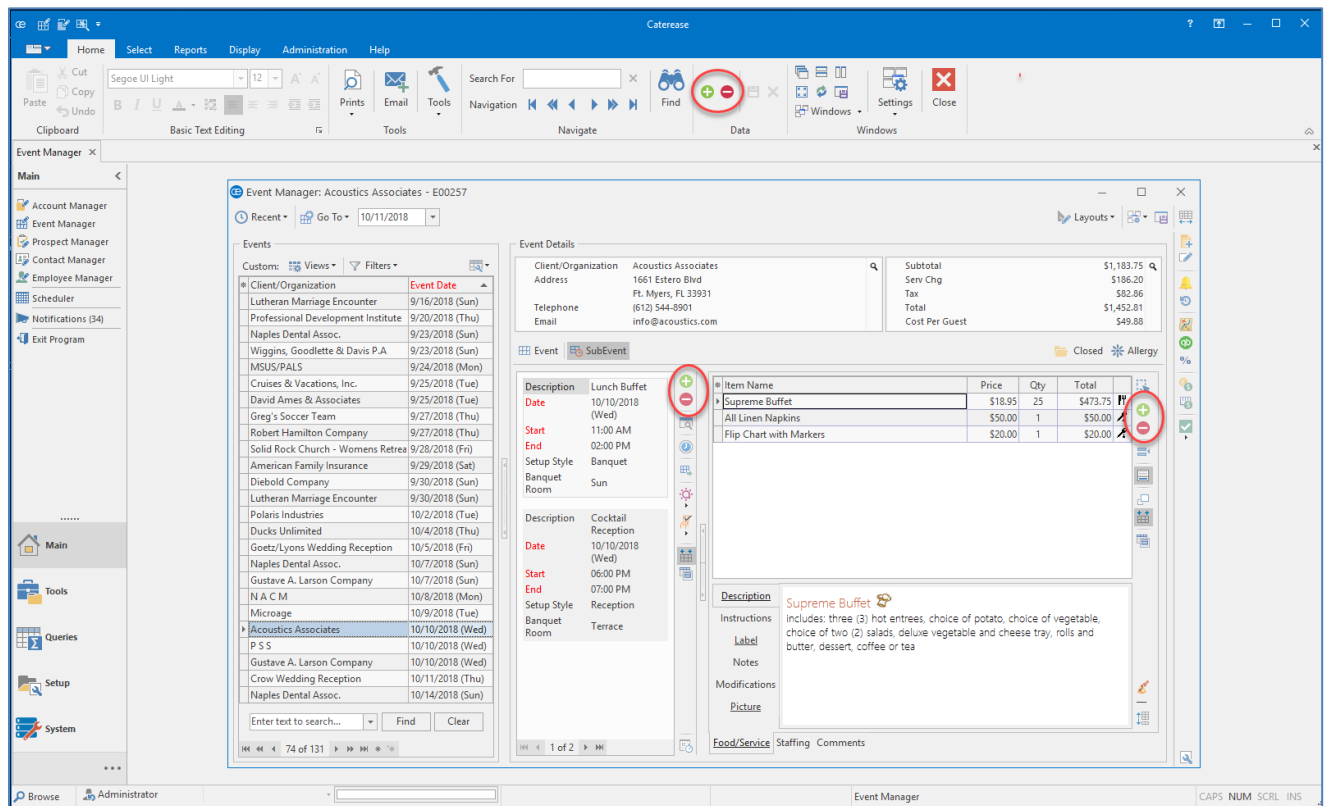 Caterease
Home Select Reports Display Administration Help
Paste
Cut
Copy
Undo
Clipboard
Segoe UI Light 12
B I U A
Basic Text Editing
Prints Email Tools
Tools
Search For
Navigation
Find
Navigate
Data
Windows
Settings Close
Windows
Event Manager
Main
Account Manager
Event Manager
Prospect Manager
Contact Manager
Employee Manager
Scheduler
Notifications (34)
Exit Program
Main
Tools
Queries
Setup
System
Event Manager: Acoustics Associates - E00257
Recent Go To 10/11/2018
Layouts
Events
Custom: Views Filters
Client/Organization Event Date
Lutheran Marriage Encounter 9/16/2018 (Sun)
Professional Development Institute 9/20/2018 (Thu)
Naples Dental Assoc. 9/23/2018 (Sun)
Wiggins, Goodlette & Davis P.A 9/23/2018 (Sun)
MSUS/PALS 9/24/2018 (Mon)
Cruises & Vacations, Inc. 9/25/2018 (Tue)
David Ames & Associates 9/25/2018 (Tue)
Greg's Soccer Team 9/27/2018 (Thu)
Robert Hamilton Company 9/27/2018 (Thu)
Solid Rock Church - Womens Retrea 9/28/2018 (Fri)
American Family Insurance 9/29/2018 (Sat)
Diebold Company 9/30/2018 (Sun)
Lutheran Marriage Encounter 9/30/2018 (Sun)
Polaris Industries 10/2/2018 (Tue)
Ducks Unlimited 10/4/2018 (Thu)
Goetz/Lyons Wedding Reception 10/5/2018 (Fri)
Naples Dental Assoc. 10/7/2018 (Sun)
Gustave A. Larson Company 10/7/2018 (Sun)
N A C M 10/8/2018 (Mon)
Microage 10/9/2018 (Tue)
Acoustics Associates 10/10/2018 (Wed)
P S S 10/10/2018 (Wed)
Gustave A. Larson Company 10/10/2018 (Wed)
Crow Wedding Reception 10/11/2018 (Thu)
Naples Dental Assoc. 10/14/2018 (Sun)
Enter text to search... Find Clear
74 of 131
Event Details
Client/Organization Acoustics Associates
Address 1661 Estero Blvd
Ft. Myers, FL 33931
Telephone (612) 544-8901
Email info@acoustics.com
Subtotal $1,183.75
Serv Chg $186.20
Tax $82.86
Total $1,452.81
Cost Per Guest $49.88
Event SubEvent
Closed Allergy
Description Lunch Buffet
Date 10/10/2018
(Wed)
Start 11:00 AM
End 02:00 PM
Setup Style Banquet
Banquet
Room Sun
Description Cocktail
Reception
Date 10/10/2018
(Wed)
Start 06:00 PM
End 07:00 PM
Setup Style Reception
Banquet
Room Terrace
1 of 2
Item Name Price Qty Total
Supreme Buffet $18.95 25 $473.75
All Linen Napkins $50.00 1 $50.00
Flip Chart with Markers $20.00 1 $20.00
Description
Instructions
Label
Notes
Modifications
Picture
Supreme Buffet
includes: three (3) hot entrees, choice of potato, choice of vegetable,
choice of two (2) salads, deluxe vegetable and cheese tray, rolls and
butter, dessert, coffee or tea
Food/Service Staffing Comments
Browse Administrator Event Manager CAPS NUM SCRL INS